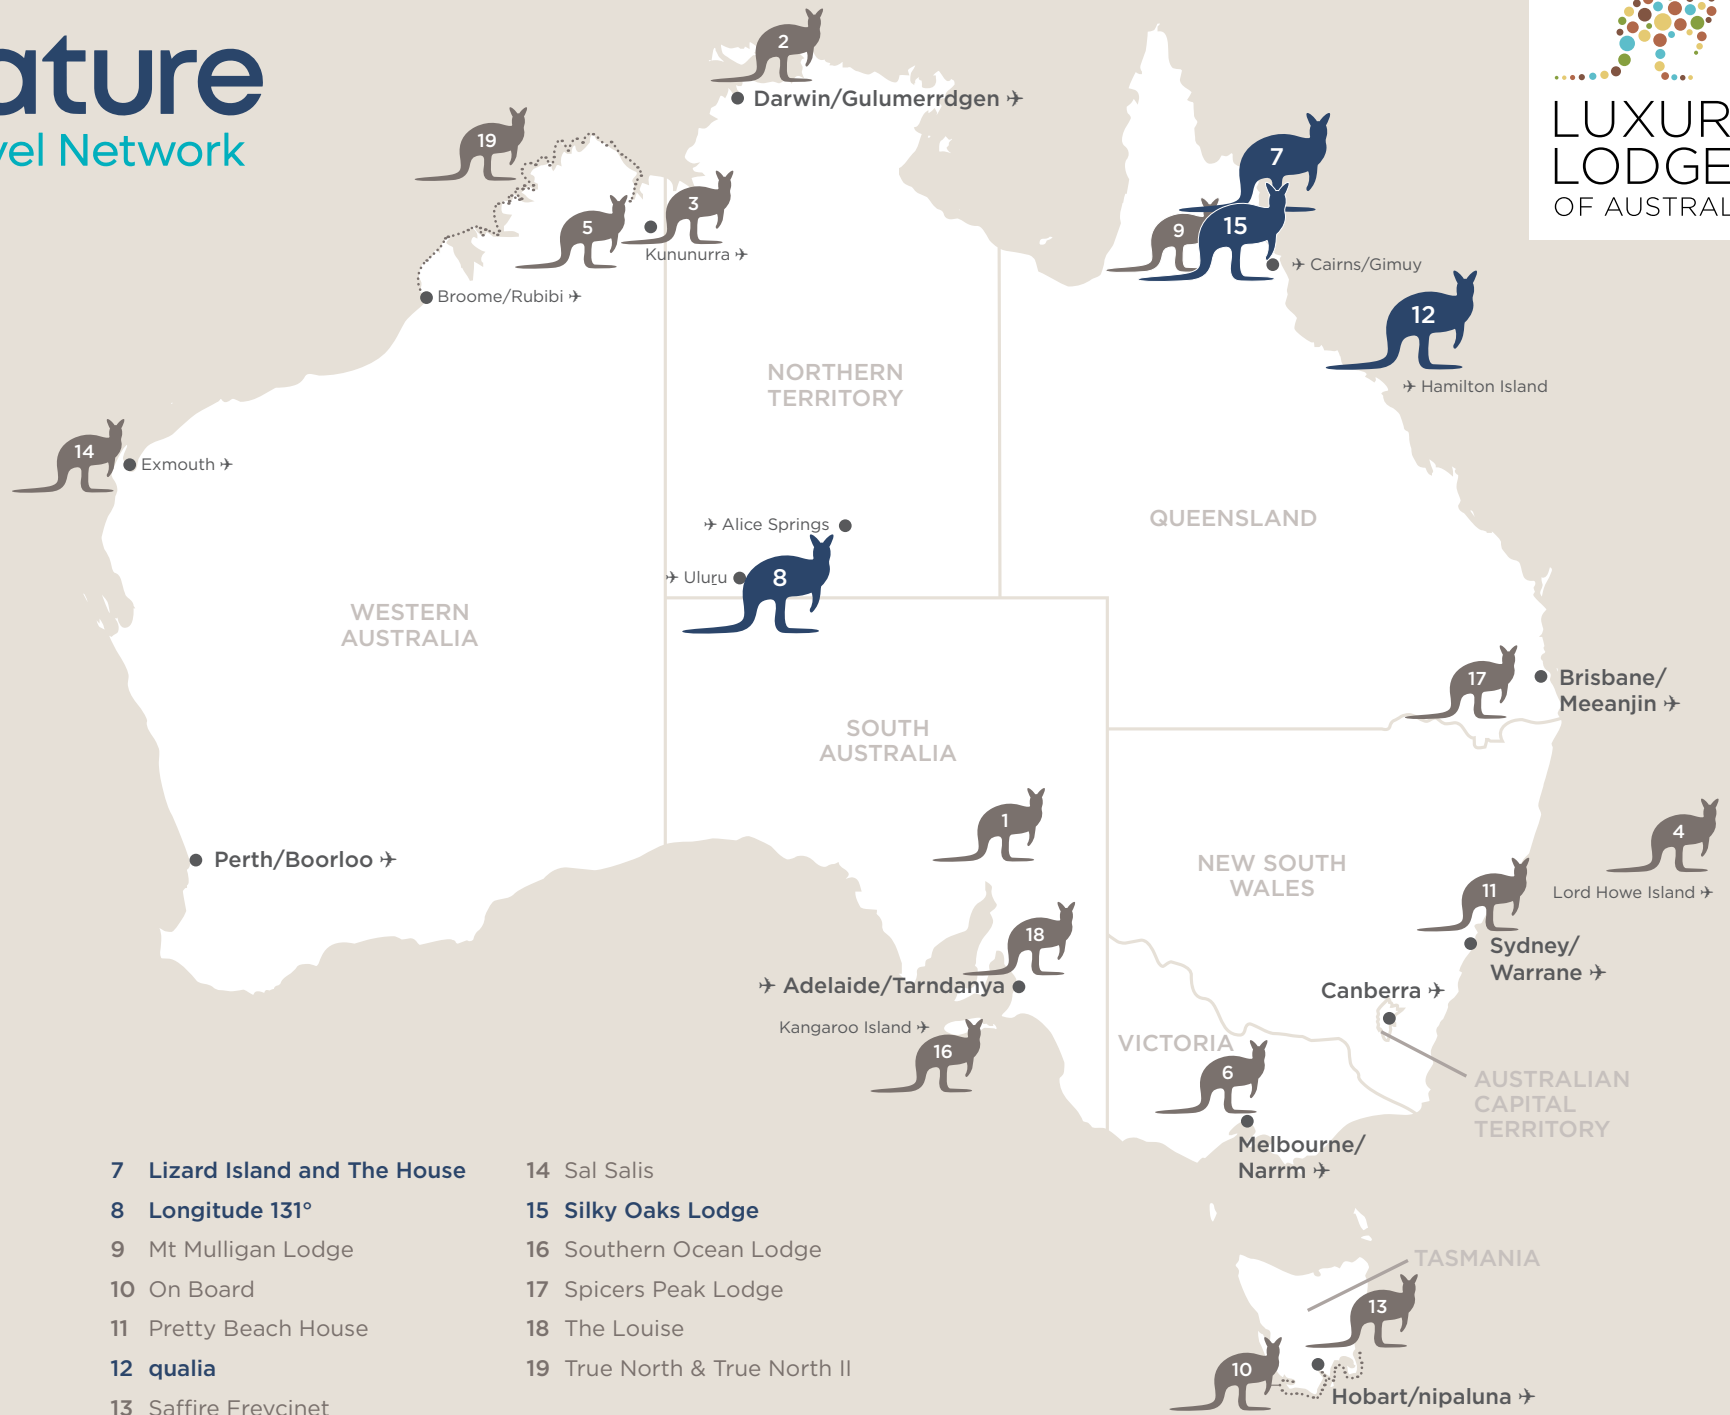 ature
vel Network
LUXUR
LODGE
OF AUSTRAL
2
Darwin/Gulumerrdgen ✈
19
7
3
5
Kununurra ✈
9
15
✈ Cairns/Gimuy
Broome/Rubibi ✈
12
✈ Hamilton Island
NORTHERN
TERRITORY
14
Exmouth ✈
✈ Alice Springs
QUEENSLAND
✈ Uluṟu
8
WESTERN
AUSTRALIA
17
Brisbane/
Meeanjin ✈
SOUTH
AUSTRALIA
1
4
Lord Howe Island ✈
Perth/Boorloo ✈
NEW SOUTH
WALES
11
Sydney/
Warrane ✈
18
✈ Adelaide/Tarndanya
Canberra ✈
Kangaroo Island ✈
16
VICTORIA
6
AUSTRALIAN
CAPITAL
TERRITORY
Melbourne/
Narrm ✈
TASMANIA
13
10
Hobart/nipaluna ✈
7 Lizard Island and The House
8 Longitude 131°
9 Mt Mulligan Lodge
10 On Board
11 Pretty Beach House
12 qualia
13 Saffire Freycinet
14 Sal Salis
15 Silky Oaks Lodge
16 Southern Ocean Lodge
17 Spicers Peak Lodge
18 The Louise
19 True North & True North II